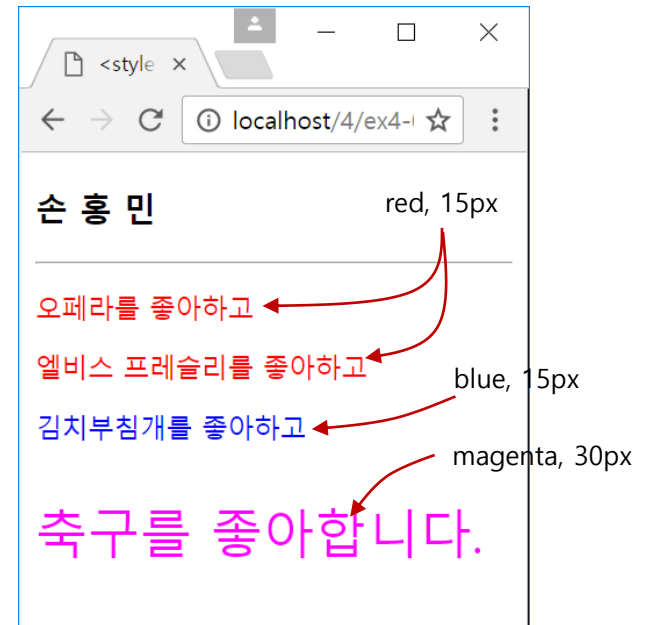 <style
localhost/4/ex4-
손 홍 민
red, 15px
오페라를 좋아하고
엘비스 프레슬리를 좋아하고
blue, 15px
김치부침개를 좋아하고
magenta, 30px
축구를 좋아합니다.